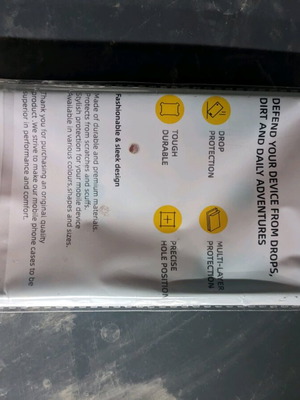 DEFEND YOUR DEVICE FROM DROPS,
DIRT AND DAILY ADVENTURES
DROP
PROTECTION
MULTI-LAYER
PROTECTION
TOUGH
DURABLE
PRECISE
HOLE POSITION
Fashionable & sleek design
Made of durable and premium materials.
Protects from scratches and scuffs.
Stylish protection for your mobile device
Available in various colours, shapes and sizes.
Thank you for purchasing an original quality
product. We strive to make our mobile phone cases to be
superior in performance and comfort.